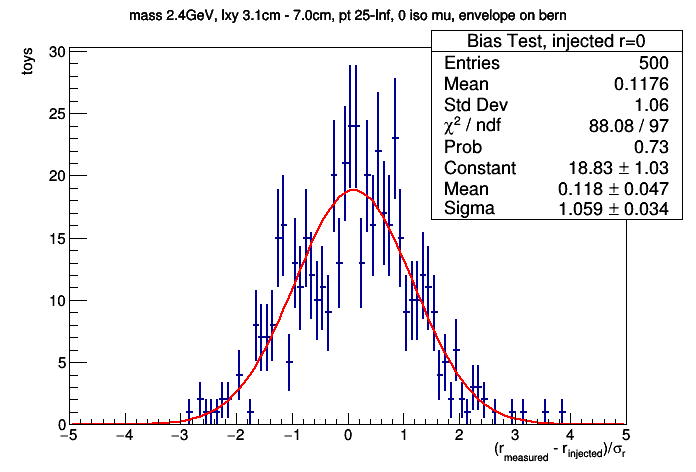 mass 2.4GeV, lxy 3.1cm - 7.0cm, pt 25-Inf, 0 iso mu, envelope on bern
Bias Test, injected r=0
Entries 500
Mean 0.1176
Std Dev 1.06
χ² / ndf 88.08 / 97
Prob 0.73
Constant 18.83 ± 1.03
Mean 0.118 ± 0.047
Sigma 1.059 ± 0.034
toys
30
25
20
15
10
5
0
−5 −4 −3 −2 −1 0 1 2 3 4 5
(r_measured - r_injected)/σ_r